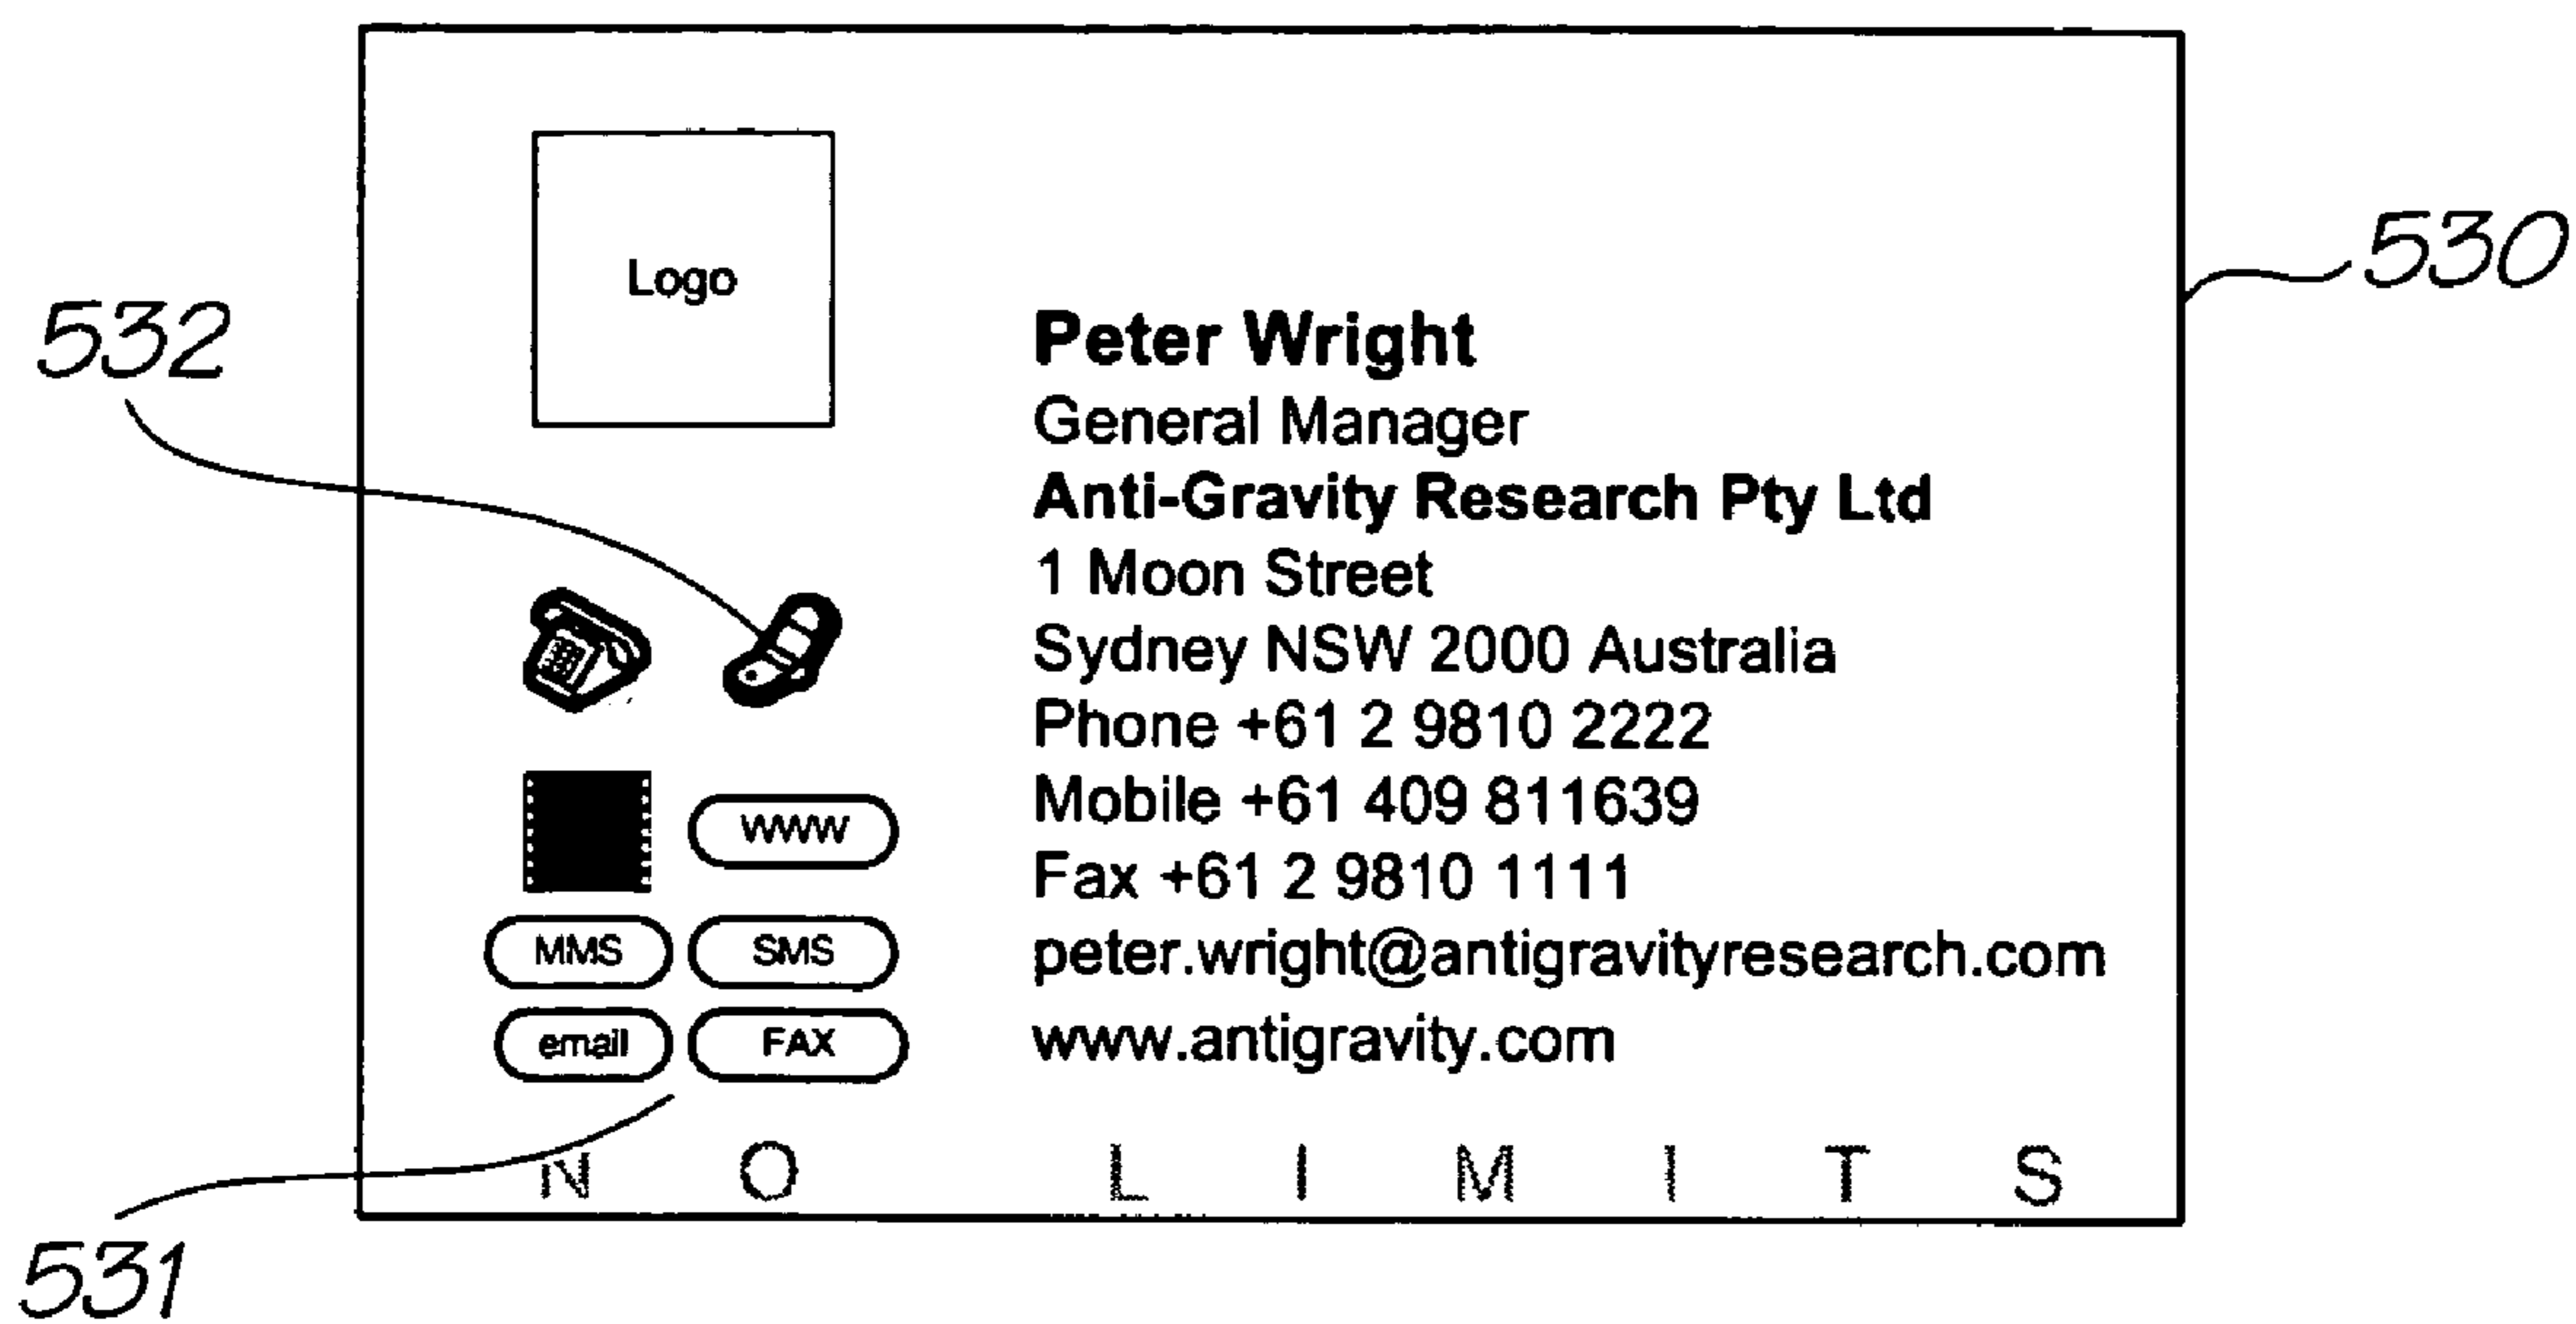 530
Logo
532
Peter Wright
General Manager
Anti-Gravity Research Pty Ltd
1 Moon Street
Sydney NSW 2000 Australia
Phone +61 2 9810 2222
Mobile +61 409 811639
Fax +61 2 9810 1111
peter.wright@antigravityresearch.com
www.antigravity.com
WWW
MMS SMS
email FAX
NO LIMITS
531